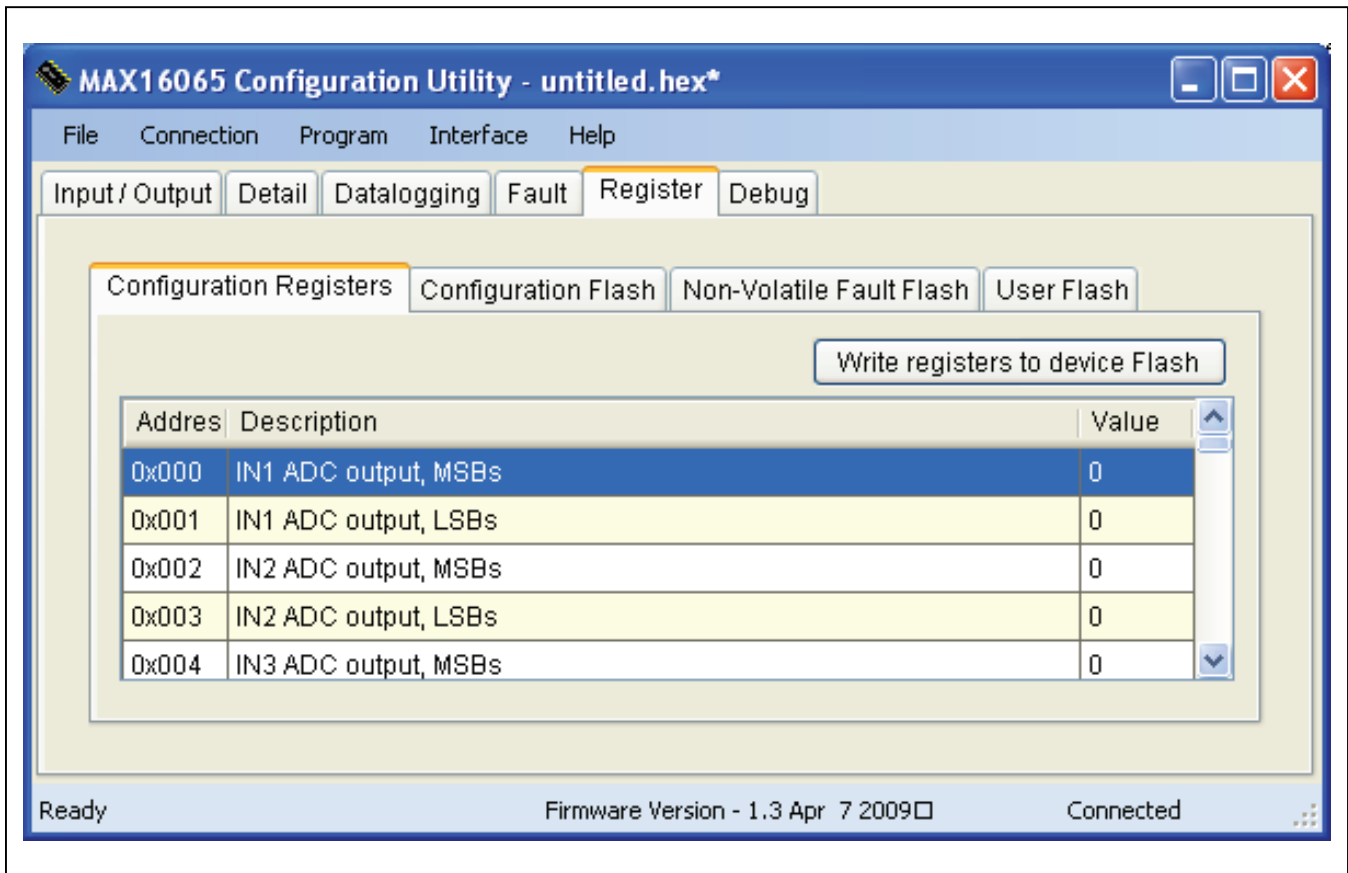 MAX16065 Configuration Utility - untitled.hex*
File Connection Program Interface Help
Input / Output Detail Datalogging Fault Register Debug
Configuration Registers Configuration Flash Non-Volatile Fault Flash User Flash
Write registers to device Flash
Addres Description Value
0x000 IN1 ADC output, MSBs 0
0x001 IN1 ADC output, LSBs 0
0x002 IN2 ADC output, MSBs 0
0x003 IN2 ADC output, LSBs 0
0x004 IN3 ADC output, MSBs 0
Ready Firmware Version - 1.3 Apr 7 2009□ Connected